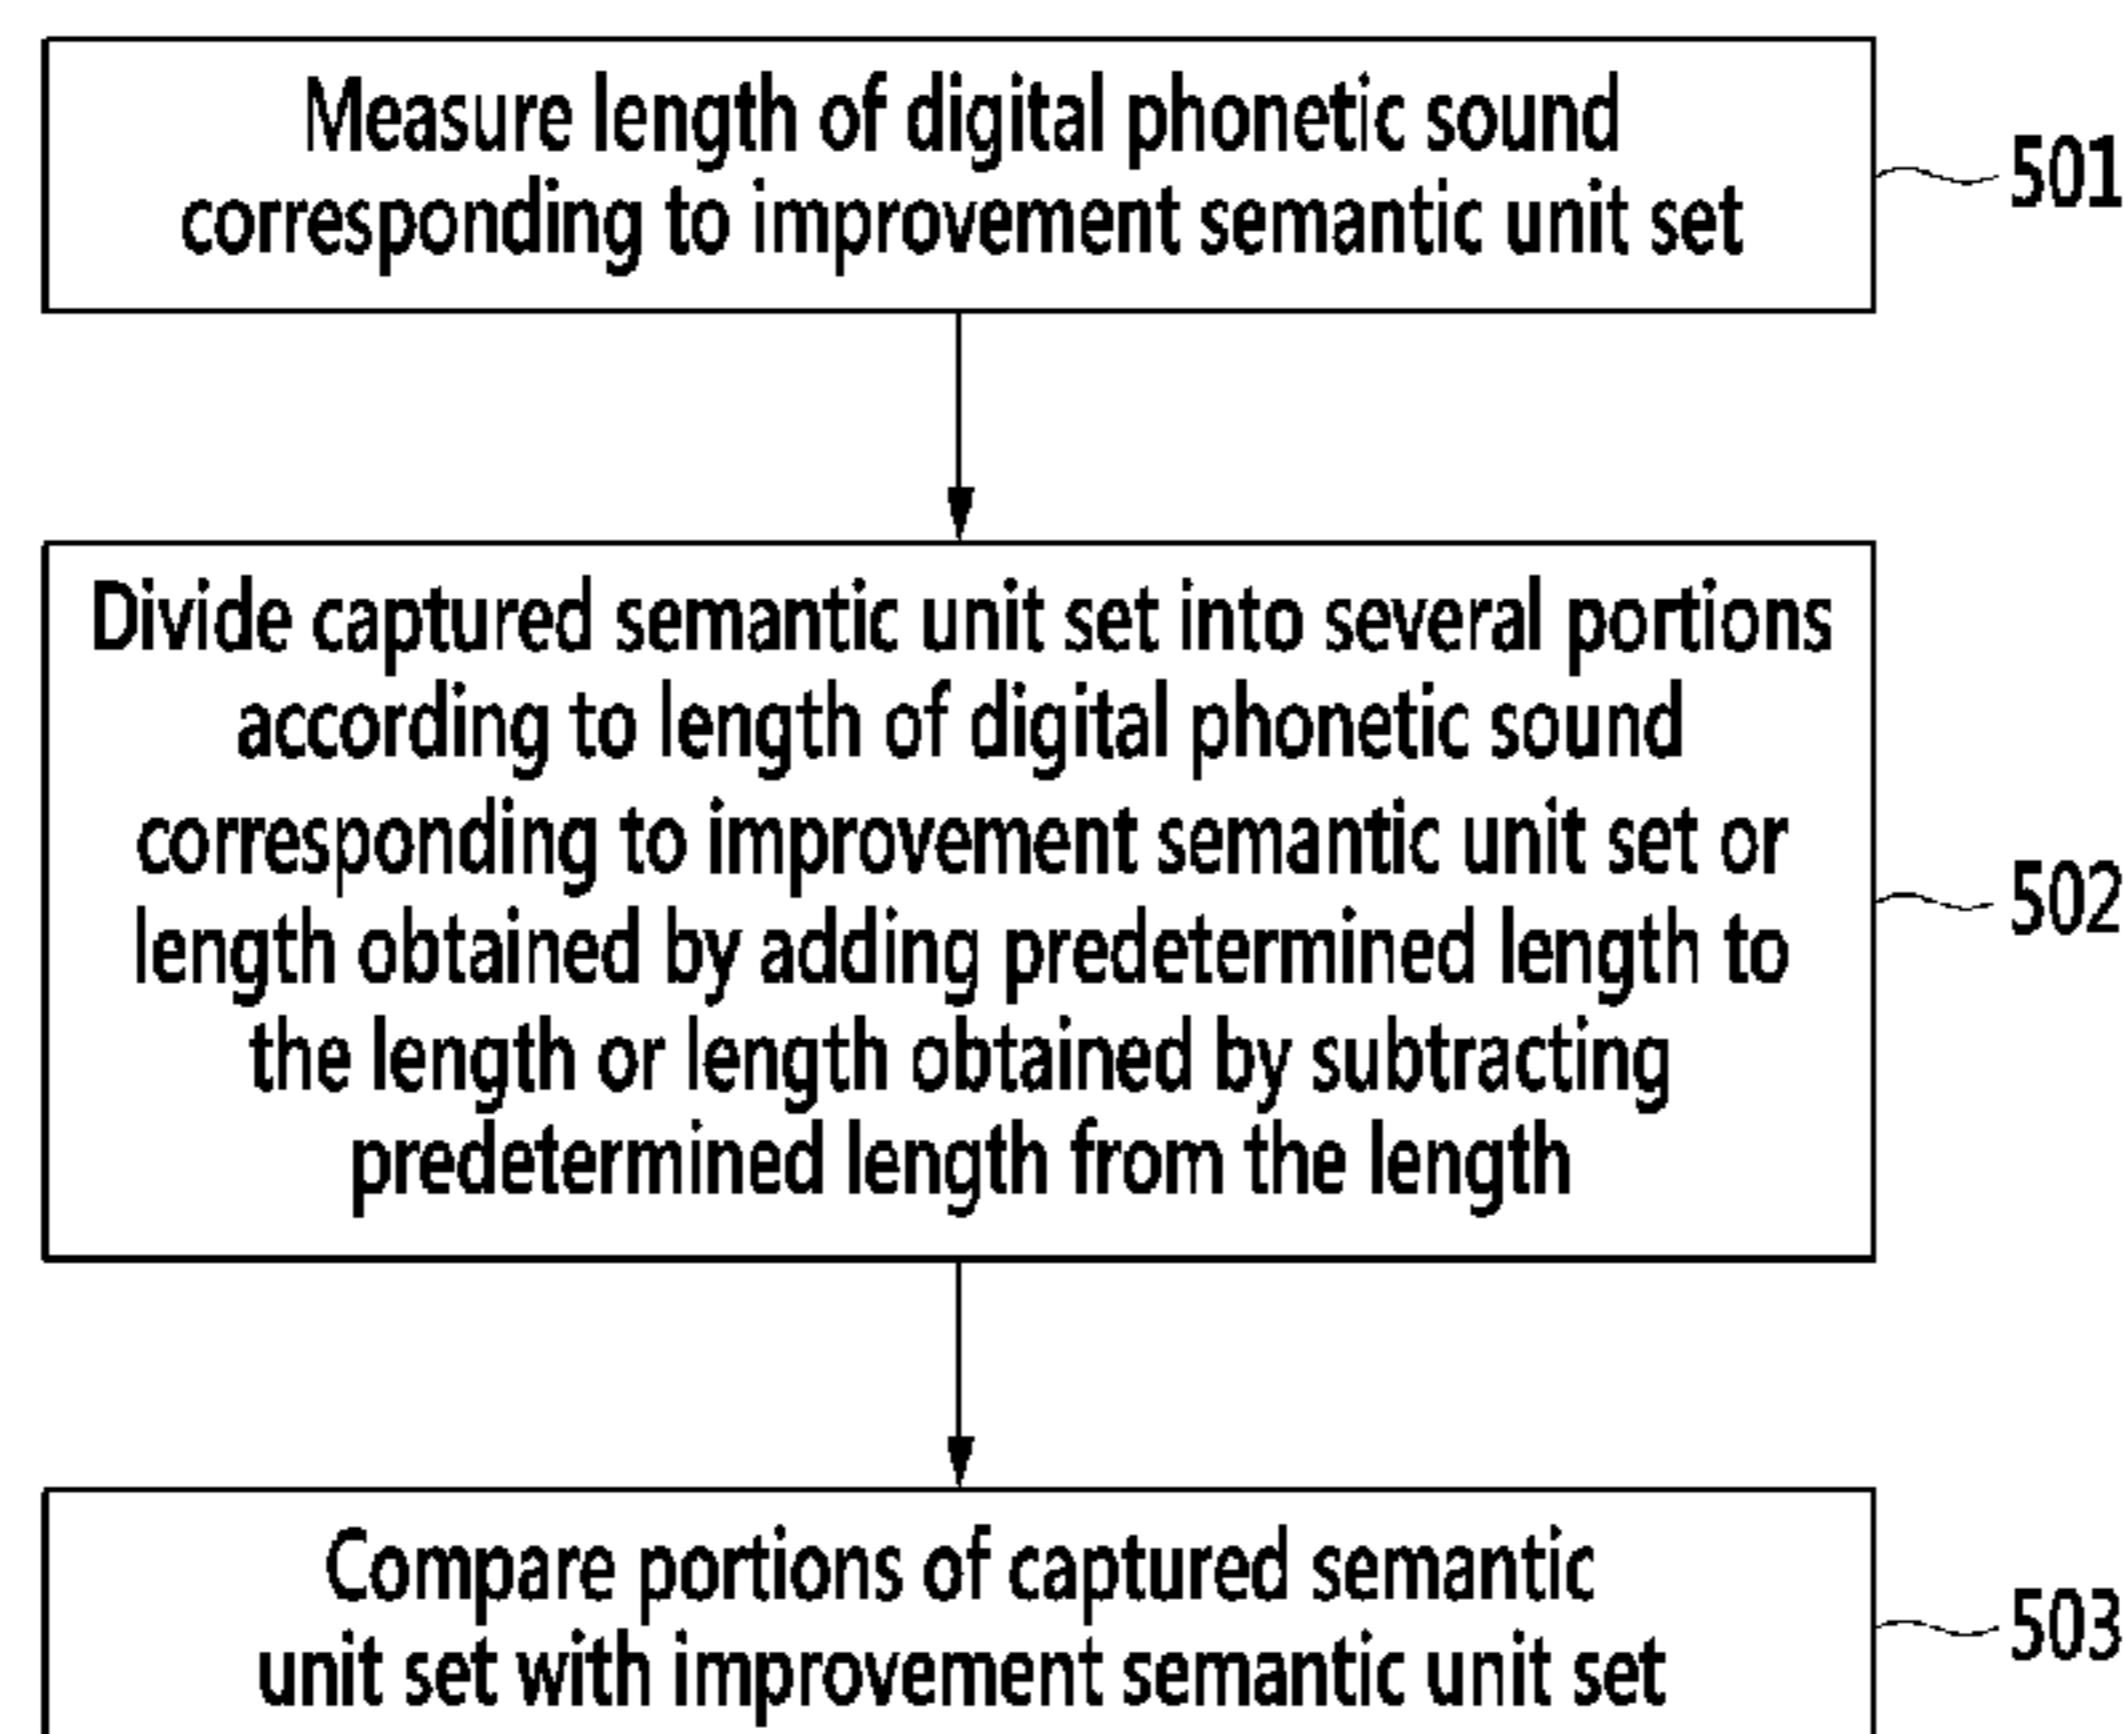 Measure length of digital phonetic sound
corresponding to improvement semantic unit set
501
Divide captured semantic unit set into several portions
according to length of digital phonetic sound
corresponding to improvement semantic unit set or
length obtained by adding predetermined length to
the length or length obtained by subtracting
predetermined length from the length
502
Compare portions of captured semantic
unit set with improvement semantic unit set
503